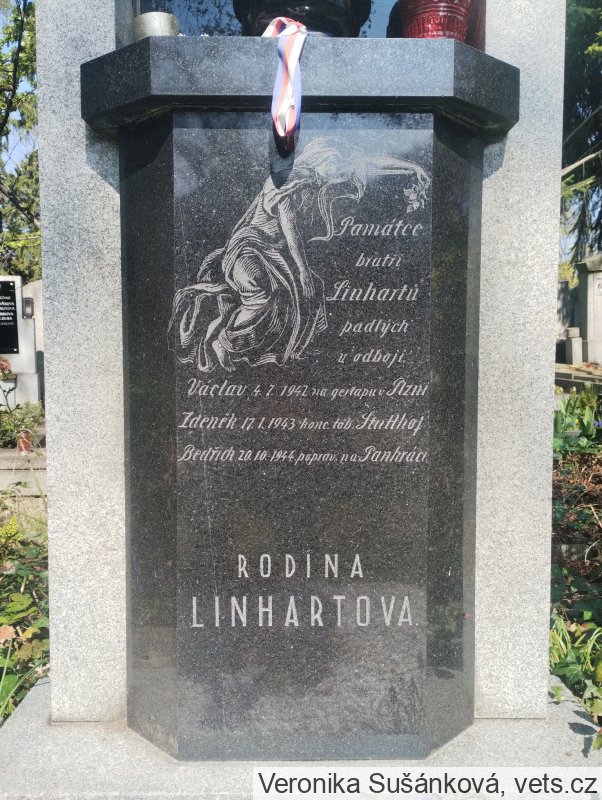 Památce
bratří
Linhartů
padlých
v odboji.
Václav 4.7.1942 na gestapu v Plzni
Zdeněk 17.1.1943 konc. táb. Stutthof
Bedřich 20.10.1944 poprav. na Pankráci
RODINA
LINHARTOVA.
Veronika Sušánková, vets.cz